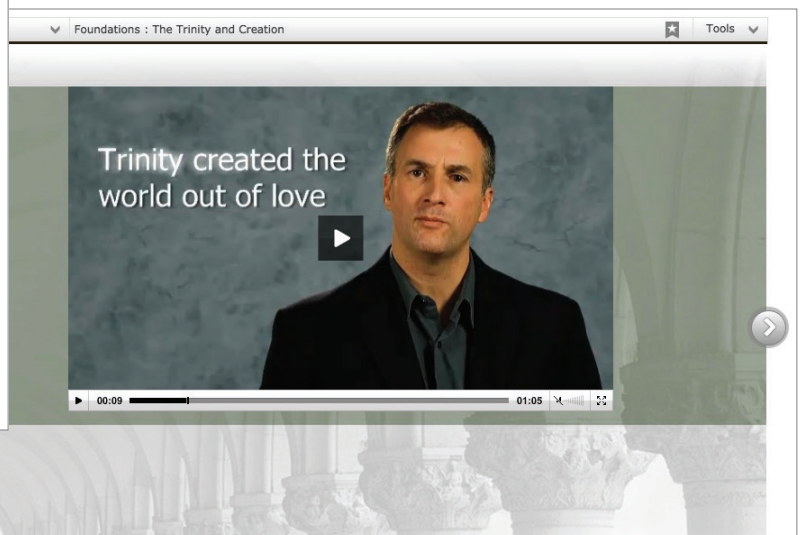 Foundations : The Trinity and Creation
Tools
Trinity created the
world out of love
00:09
01:05